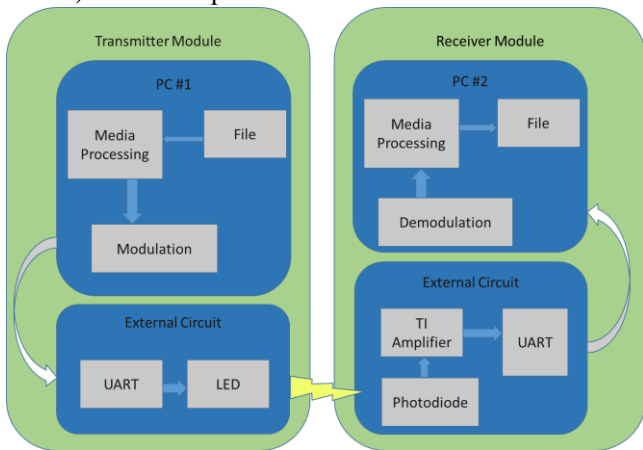 Transmitter Module
PC #1
Media
Processing
File
Modulation
External Circuit
UART
LED
Receiver Module
PC #2
Media
Processing
File
Demodulation
External Circuit
TI
Amplifier
UART
Photodiode